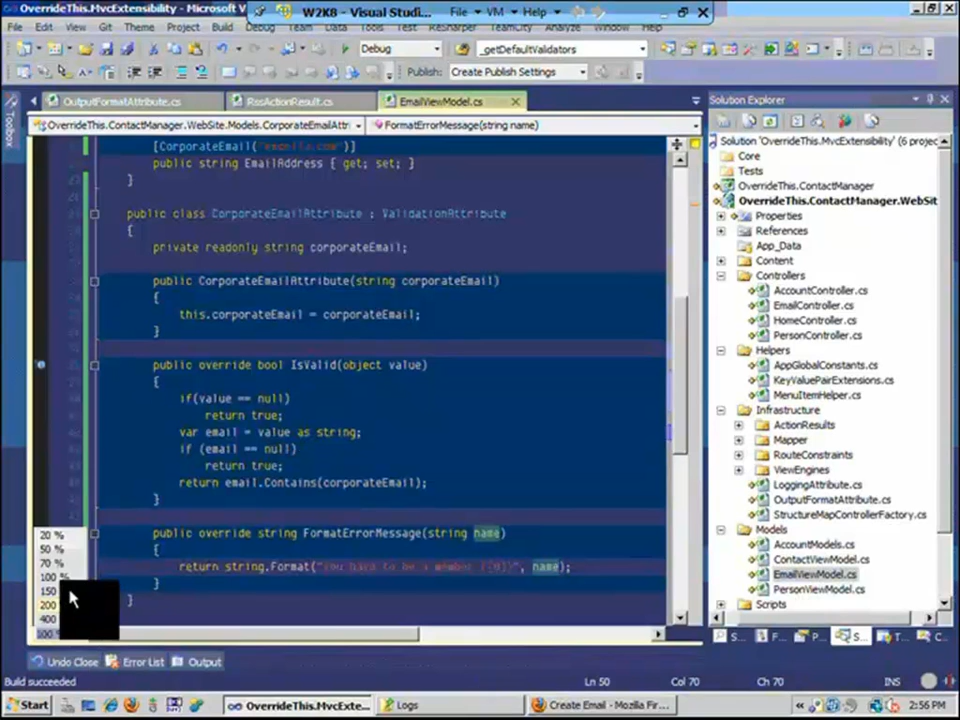 OverrideThis.MvcExtensibility - Microsoft V
W2K8 - Visual Studi...
File VM Help
File Edit View Git Theme Project Build Debug Team Data Tools Test ReSharper Analyze Window Help
Debug
_getDefaultValidators
Publish: Create Publish Settings
OutputFormatAttribute.cs
RssActionResult.cs
EmailViewModel.cs
Solution Explorer
OverrideThis.ContactManager.WebSite.Models.CorporateEmailAttr
FormatErrorMessage(string name)
Toolbox
public string EmailAddress { get; set; }
}
public class CorporateEmailAttribute : ValidationAttribute
{
private readonly string corporateEmail;
public CorporateEmailAttribute(string corporateEmail)
{
this.corporateEmail = corporateEmail;
}
public override bool IsValid(object value)
{
if(value == null)
return true;
var email = value as string;
if (email == null)
return true;
return email.Contains(corporateEmail);
}
public override string FormatErrorMessage(string name)
{
return string.Format("You have to be a member {0}", name);
}
}
20 %
50 %
70 %
100 %
150
200
400
Solution 'OverrideThis.MvcExtensibility' (6 projec
Core
Tests
OverrideThis.ContactManager
OverrideThis.ContactManager.WebSit
Properties
References
App_Data
Content
Controllers
AccountController.cs
EmailController.cs
HomeController.cs
PersonController.cs
Helpers
AppGlobalConstants.cs
KeyValuePairExtensions.cs
MenuItemHelper.cs
Infrastructure
ActionResults
Mapper
RouteConstraints
ViewEngines
LoggingAttribute.cs
OutputFormatAttribute.cs
StructureMapControllerFactory.cs
Models
AccountModels.cs
ContactViewModel.cs
EmailViewModel.cs
PersonViewModel.cs
Scripts
S... F... P... S... T... C...
Undo Close Error List Output
Build succeeded
Ln 50 Col 70 Ch 70 INS
Start
OverrideThis.MvcExte...
Logs
Create Email - Mozilla Fir...
2:56 PM